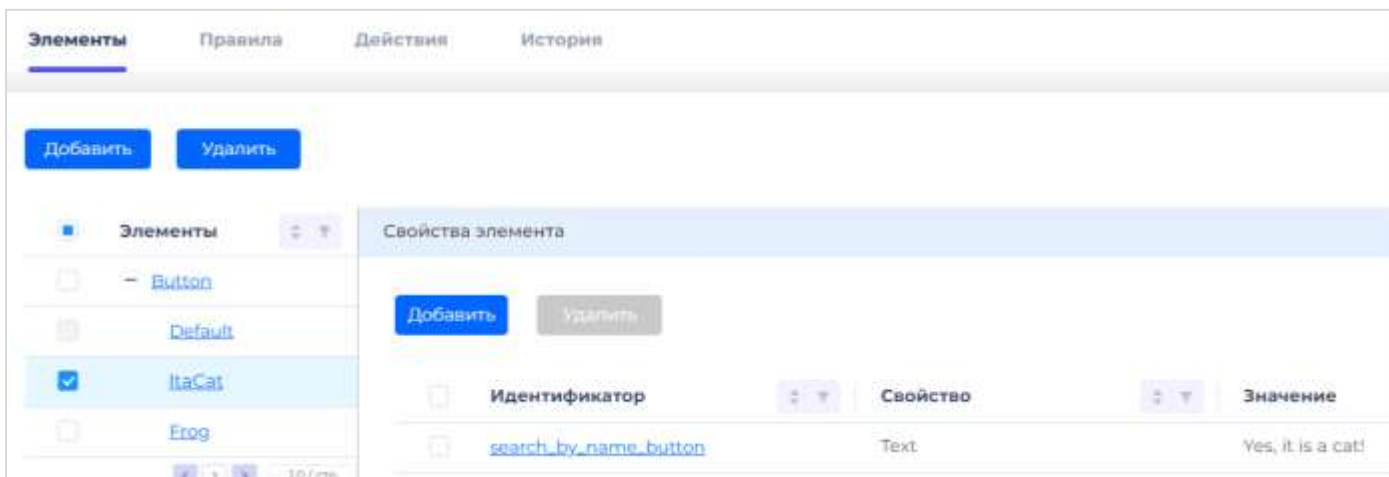 Элементы Правила Действия История
Добавить Удалить
Элементы Свойства элемента
Button
Default
Добавить Удалить
ItaCat
Идентификатор Свойство Значение
Frog
search_by_name_button Text Yes, it is a cat!